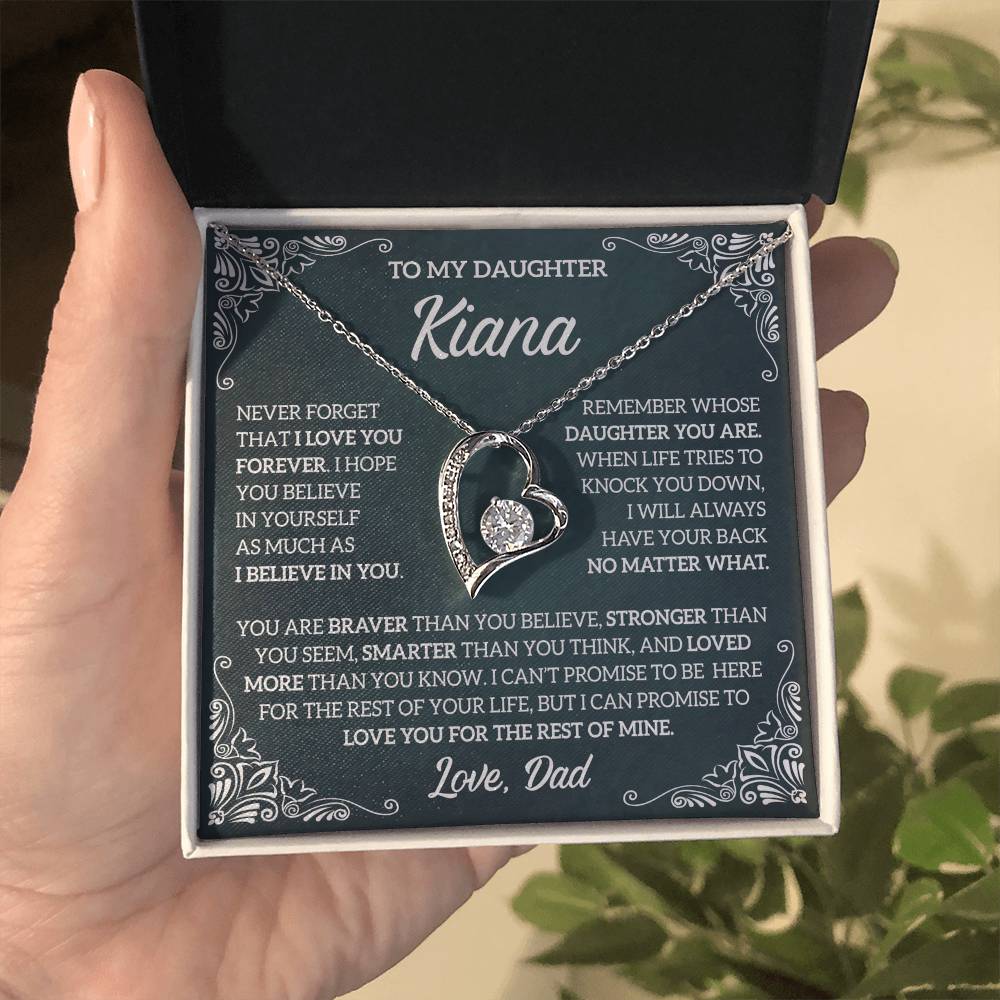 TO MY DAUGHTER
Kiana
NEVER FORGET
THAT I LOVE YOU
FOREVER. I HOPE
YOU BELIEVE
IN YOURSELF
AS MUCH AS
I BELIEVE IN YOU.
REMEMBER WHOSE
DAUGHTER YOU ARE.
WHEN LIFE TRIES TO
KNOCK YOU DOWN,
I WILL ALWAYS
HAVE YOUR BACK
NO MATTER WHAT.
YOU ARE BRAVER THAN YOU BELIEVE, STRONGER THAN
YOU SEEM, SMARTER THAN YOU THINK, AND LOVED
MORE THAN YOU KNOW. I CAN'T PROMISE TO BE HERE
FOR THE REST OF YOUR LIFE, BUT I CAN PROMISE TO
LOVE YOU FOR THE REST OF MINE.
Love, Dad